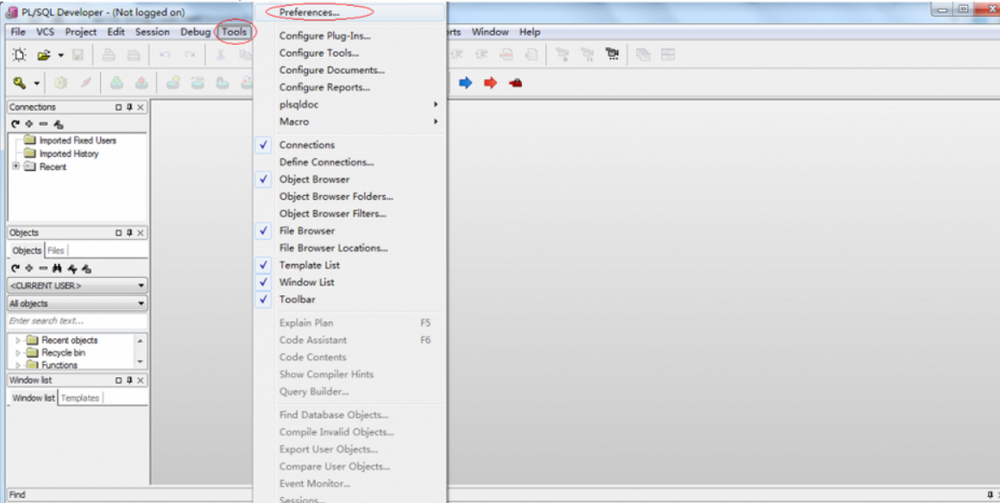 PL/SQL Developer - (Not logged on)
File VCS Project Edit Session Debug Tools Window Help
Preferences...
Configure Plug-Ins...
Configure Tools...
Configure Documents...
Configure Reports...
plsqldoc
Macro
Connections
Define Connections...
Object Browser
Object Browser Folders...
Object Browser Filters...
File Browser
File Browser Locations...
Template List
Window List
Toolbar
Explain Plan F5
Code Assistant F6
Code Contents
Show Compiler Hints
Query Builder...
Find Database Objects...
Compile Invalid Objects...
Export User Objects...
Compare User Objects...
Event Monitor...
Sessions...
Connections
Imported Fixed Users
Imported History
Recent
Objects
Objects Files
<CURRENT USER>
All objects
Enter search text...
Recent objects
Recycle bin
Functions
Window list
Window list Templates
Find